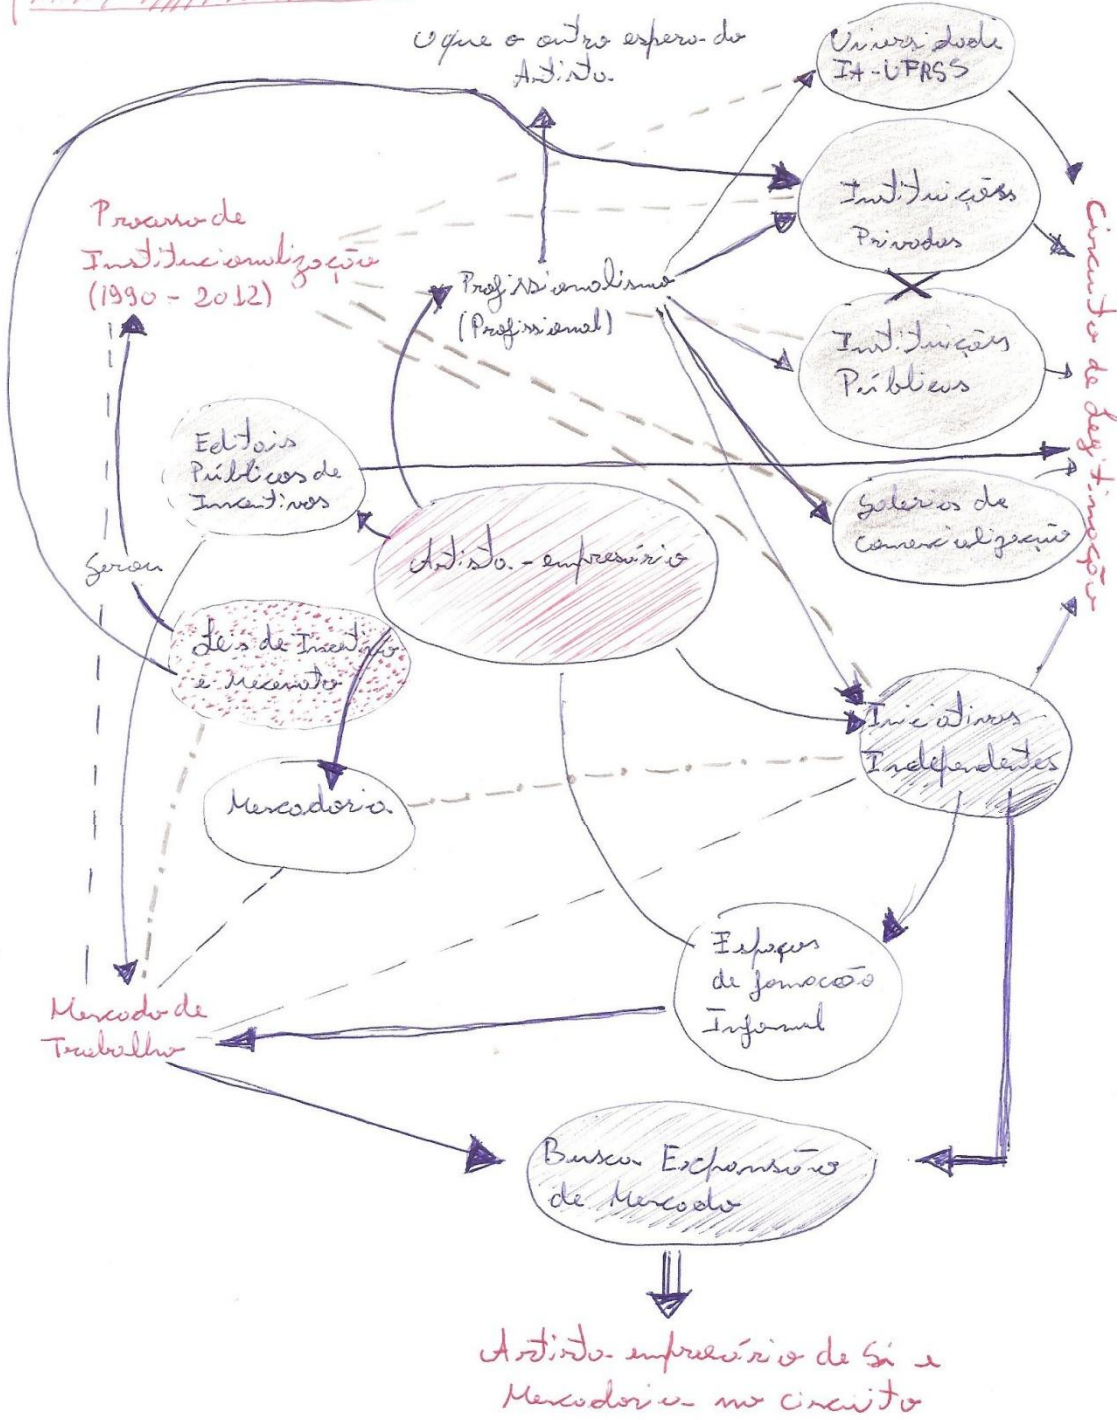 O que o outro espera do
Artista
Universidade
IA-UFRGS
Instituições
Privadas
Processo de
Institucionalização
(1990 - 2012)
Profissionalismo
(Profissional)
Instituições
Públicas
Circuito de Legitimação
Editais
Públicos de
Incentivos
Galerias de
comercialização
Artista-empresário
Geram
Leis de Incentivo
e mecenato
Iniciativas
Independentes
Mercadoria
Espaços
de formação
Informal
Mercado de
Trabalho
Busca Expansão
de Mercado
Artista-empresário de Si e
Mercadoria no circuito